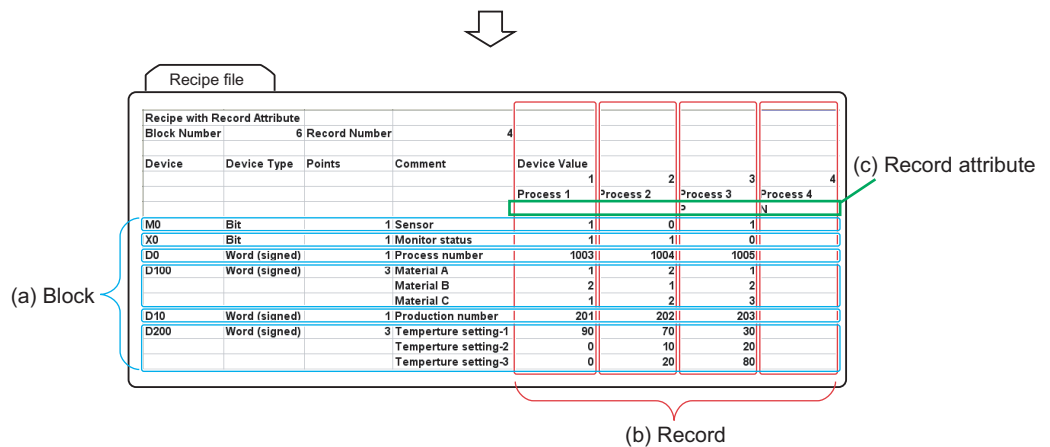 Recipe file
Recipe with Record Attribute
Block Number 6 Record Number 4
Device Device Type Points Comment Device Value
1 2 3 4
(c) Record attribute
Process 1 Process 2 Process 3 Process 4
P N
M0 Bit 1 Sensor 1 0 1
X0 Bit 1 Monitor status 1 1 0
D0 Word (signed) 1 Process number 1003 1004 1005
D100 Word (signed) 3 Material A 1 2 1
Material B 2 1 2
(a) Block
Material C 1 2 3
D10 Word (signed) 1 Production number 201 202 203
D200 Word (signed) 3 Temperture setting-1 90 70 30
Temperture setting-2 0 10 20
Temperture setting-3 0 20 80
(b) Record